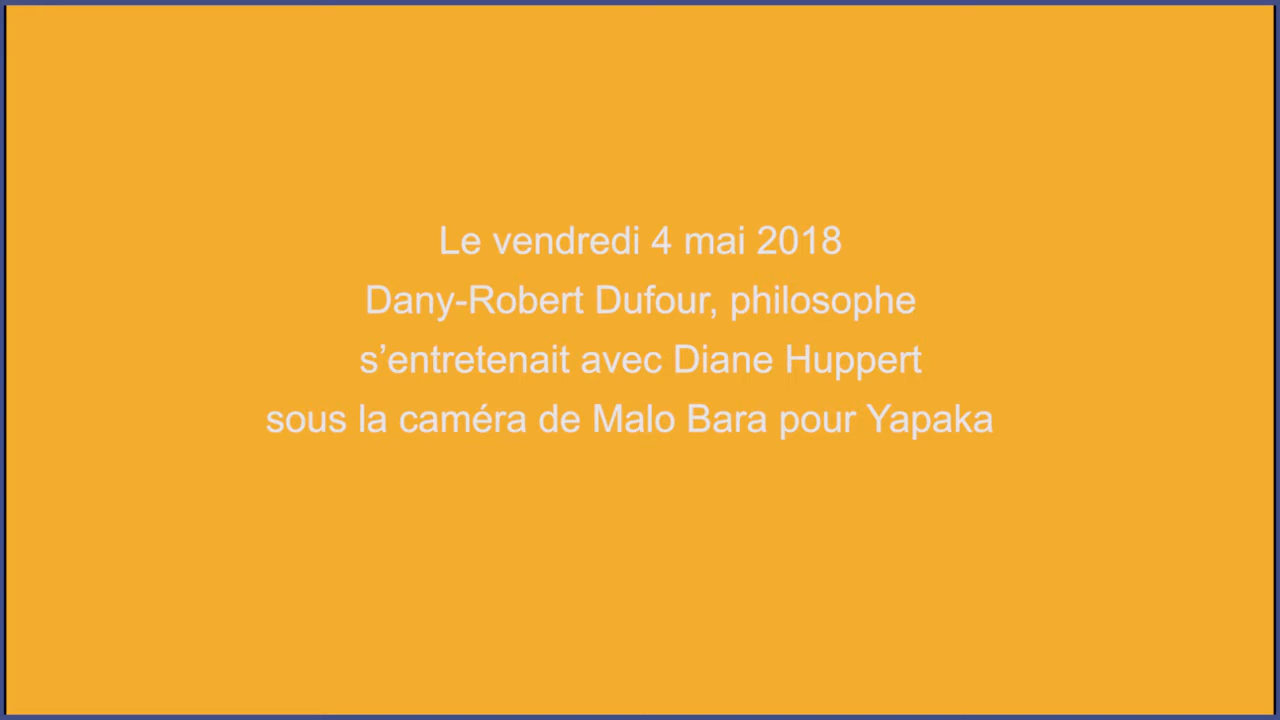 Le vendredi 4 mai 2018
Dany-Robert Dufour, philosophe
s’entretenait avec Diane Huppert
sous la caméra de Malo Bara pour Yapaka